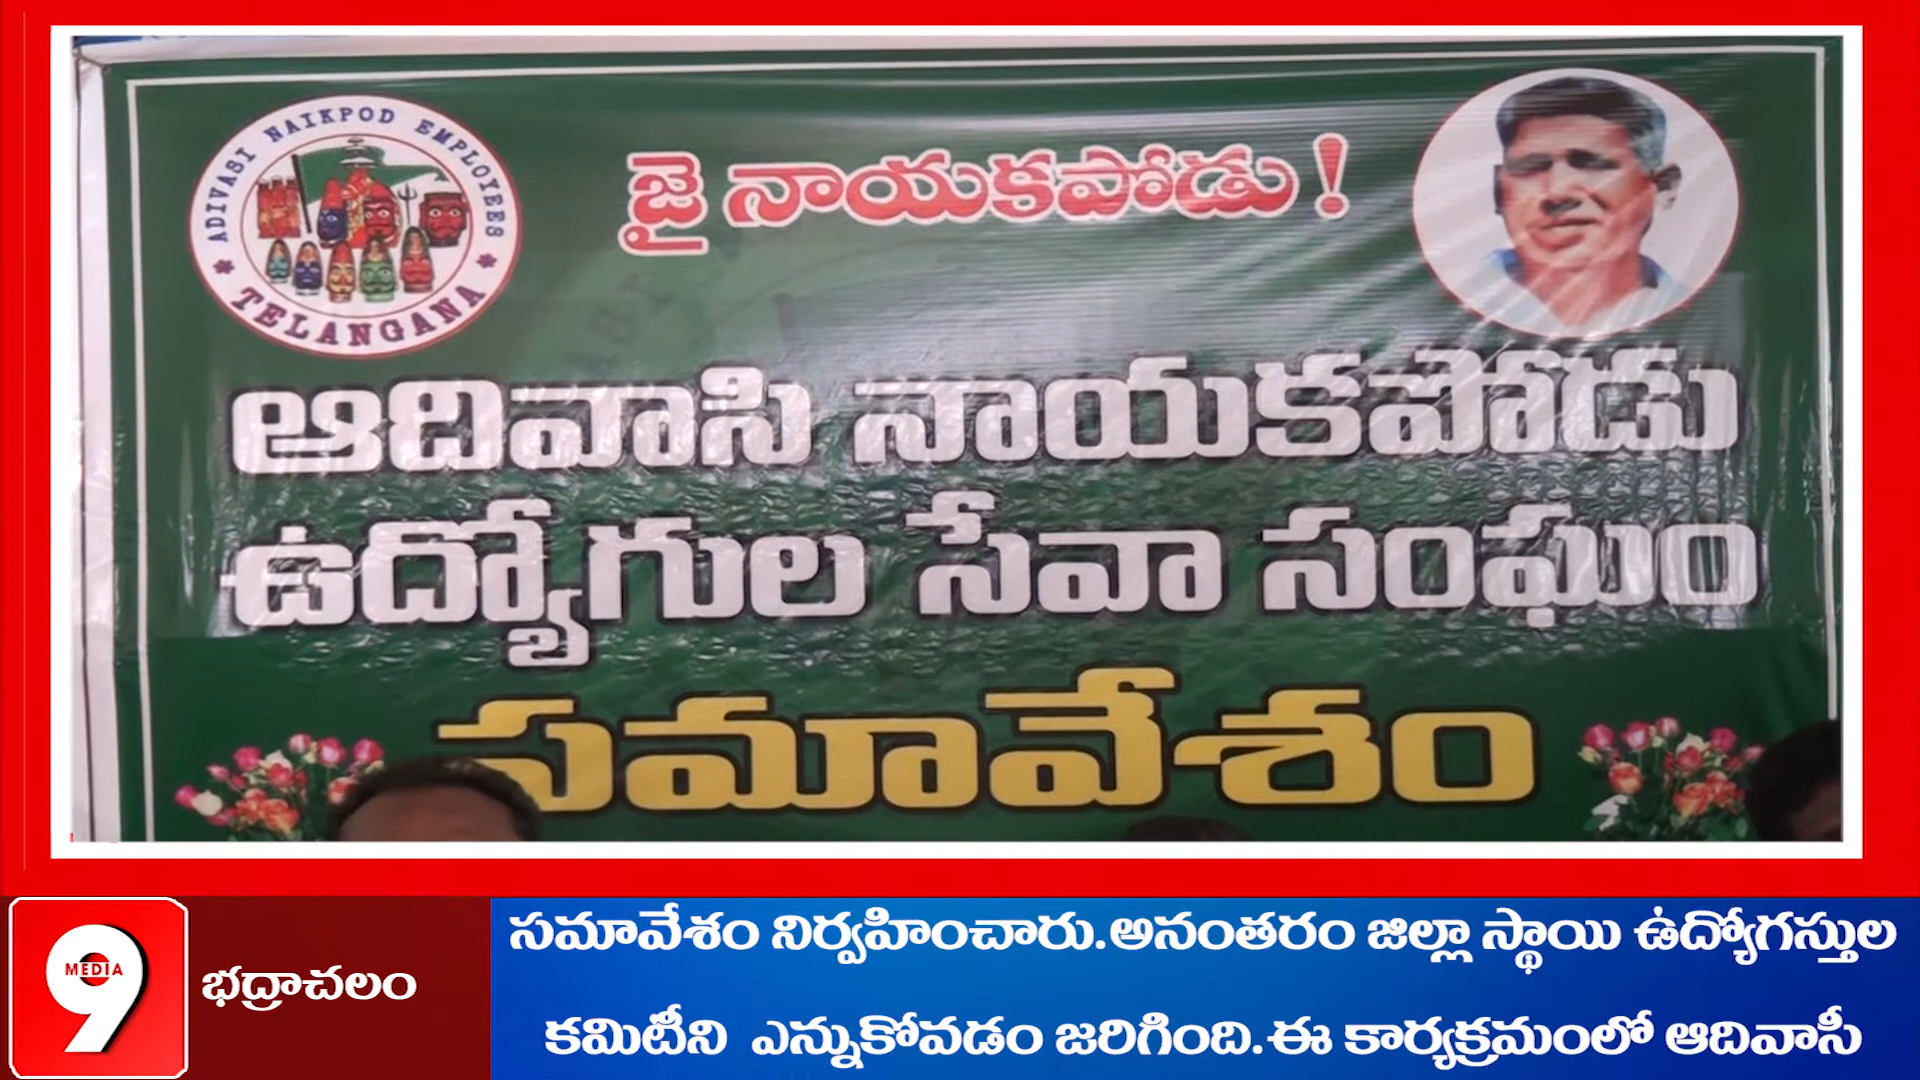 ADIVASI NAIKPOD EMPLOYEES
TELANGANA
జై నాయకపోడు !
ఆదివాసి నాయకపోడు
ఉద్యోగుల సేవా సంఘం
సమావేశం
MEDIA
9
భద్రాచలం
సమావేశం నిర్వహించారు.అనంతరం జిల్లా స్థాయి ఉద్యోగస్తుల
కమిటీని ఎన్నుకోవడం జరిగింది.ఈ కార్యక్రమంలో ఆదివాసీ